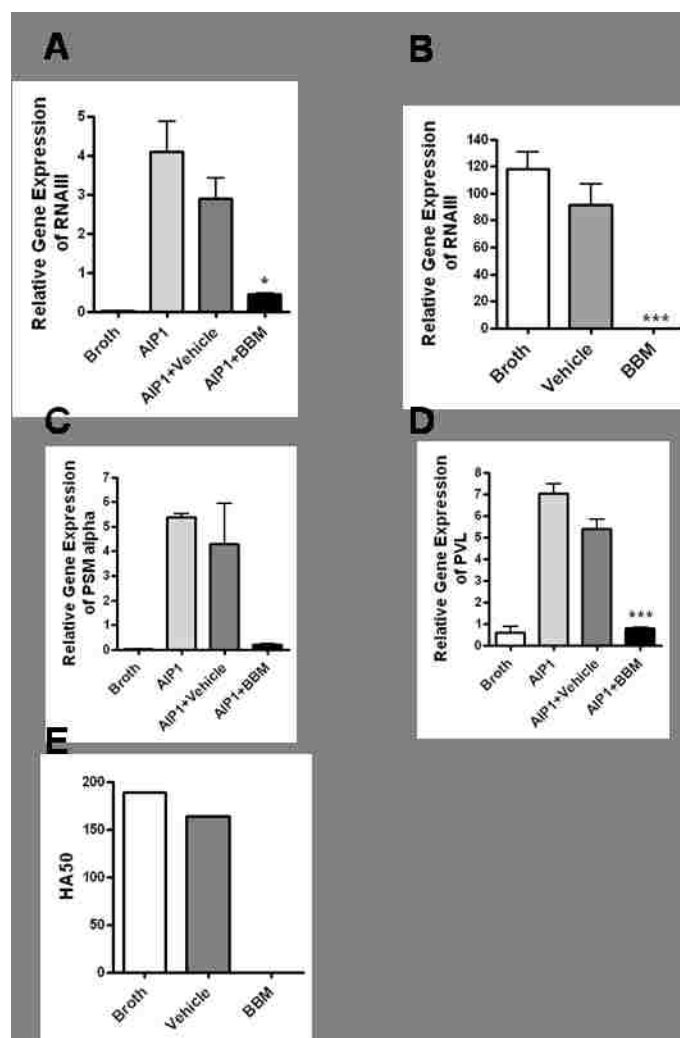 A
Relative Gene Expression
of RNAIII
5
4
3
2
1
0
*
Broth
AIP1
AIP1+Vehicle
AIP1+BBM
B
Relative Gene Expression
of RNAIII
140
120
100
80
60
40
20
0
***
Broth
Vehicle
BBM
C
Relative Gene Expression
of PSM alpha
7
6
5
4
3
2
1
0
Broth
AIP1
AIP1+Vehicle
AIP1+BBM
D
Relative Gene Expression
of PVL
8
7
6
5
4
3
2
1
0
***
Broth
AIP1
AIP1+Vehicle
AIP1+BBM
E
HA50
200
150
100
50
0
Broth
Vehicle
BBM